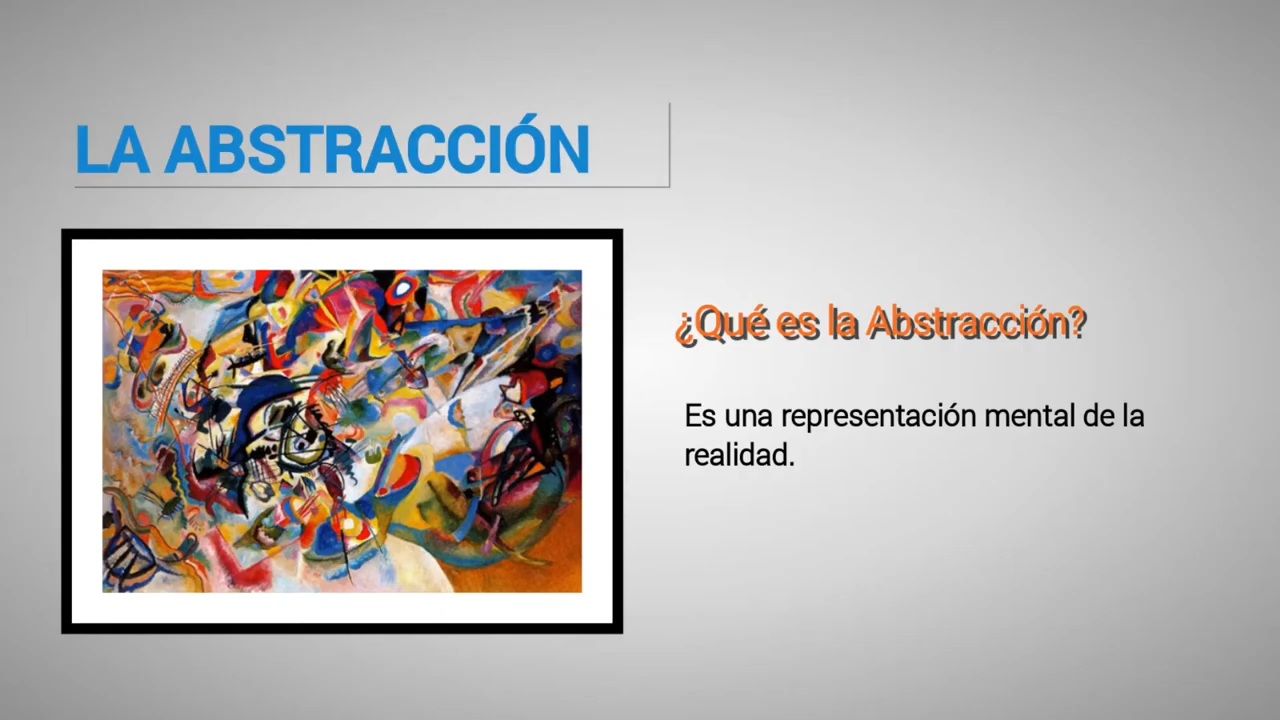 LA ABSTRACCIÓN
¿Qué es la Abstracción?
Es una representación mental de la
realidad.